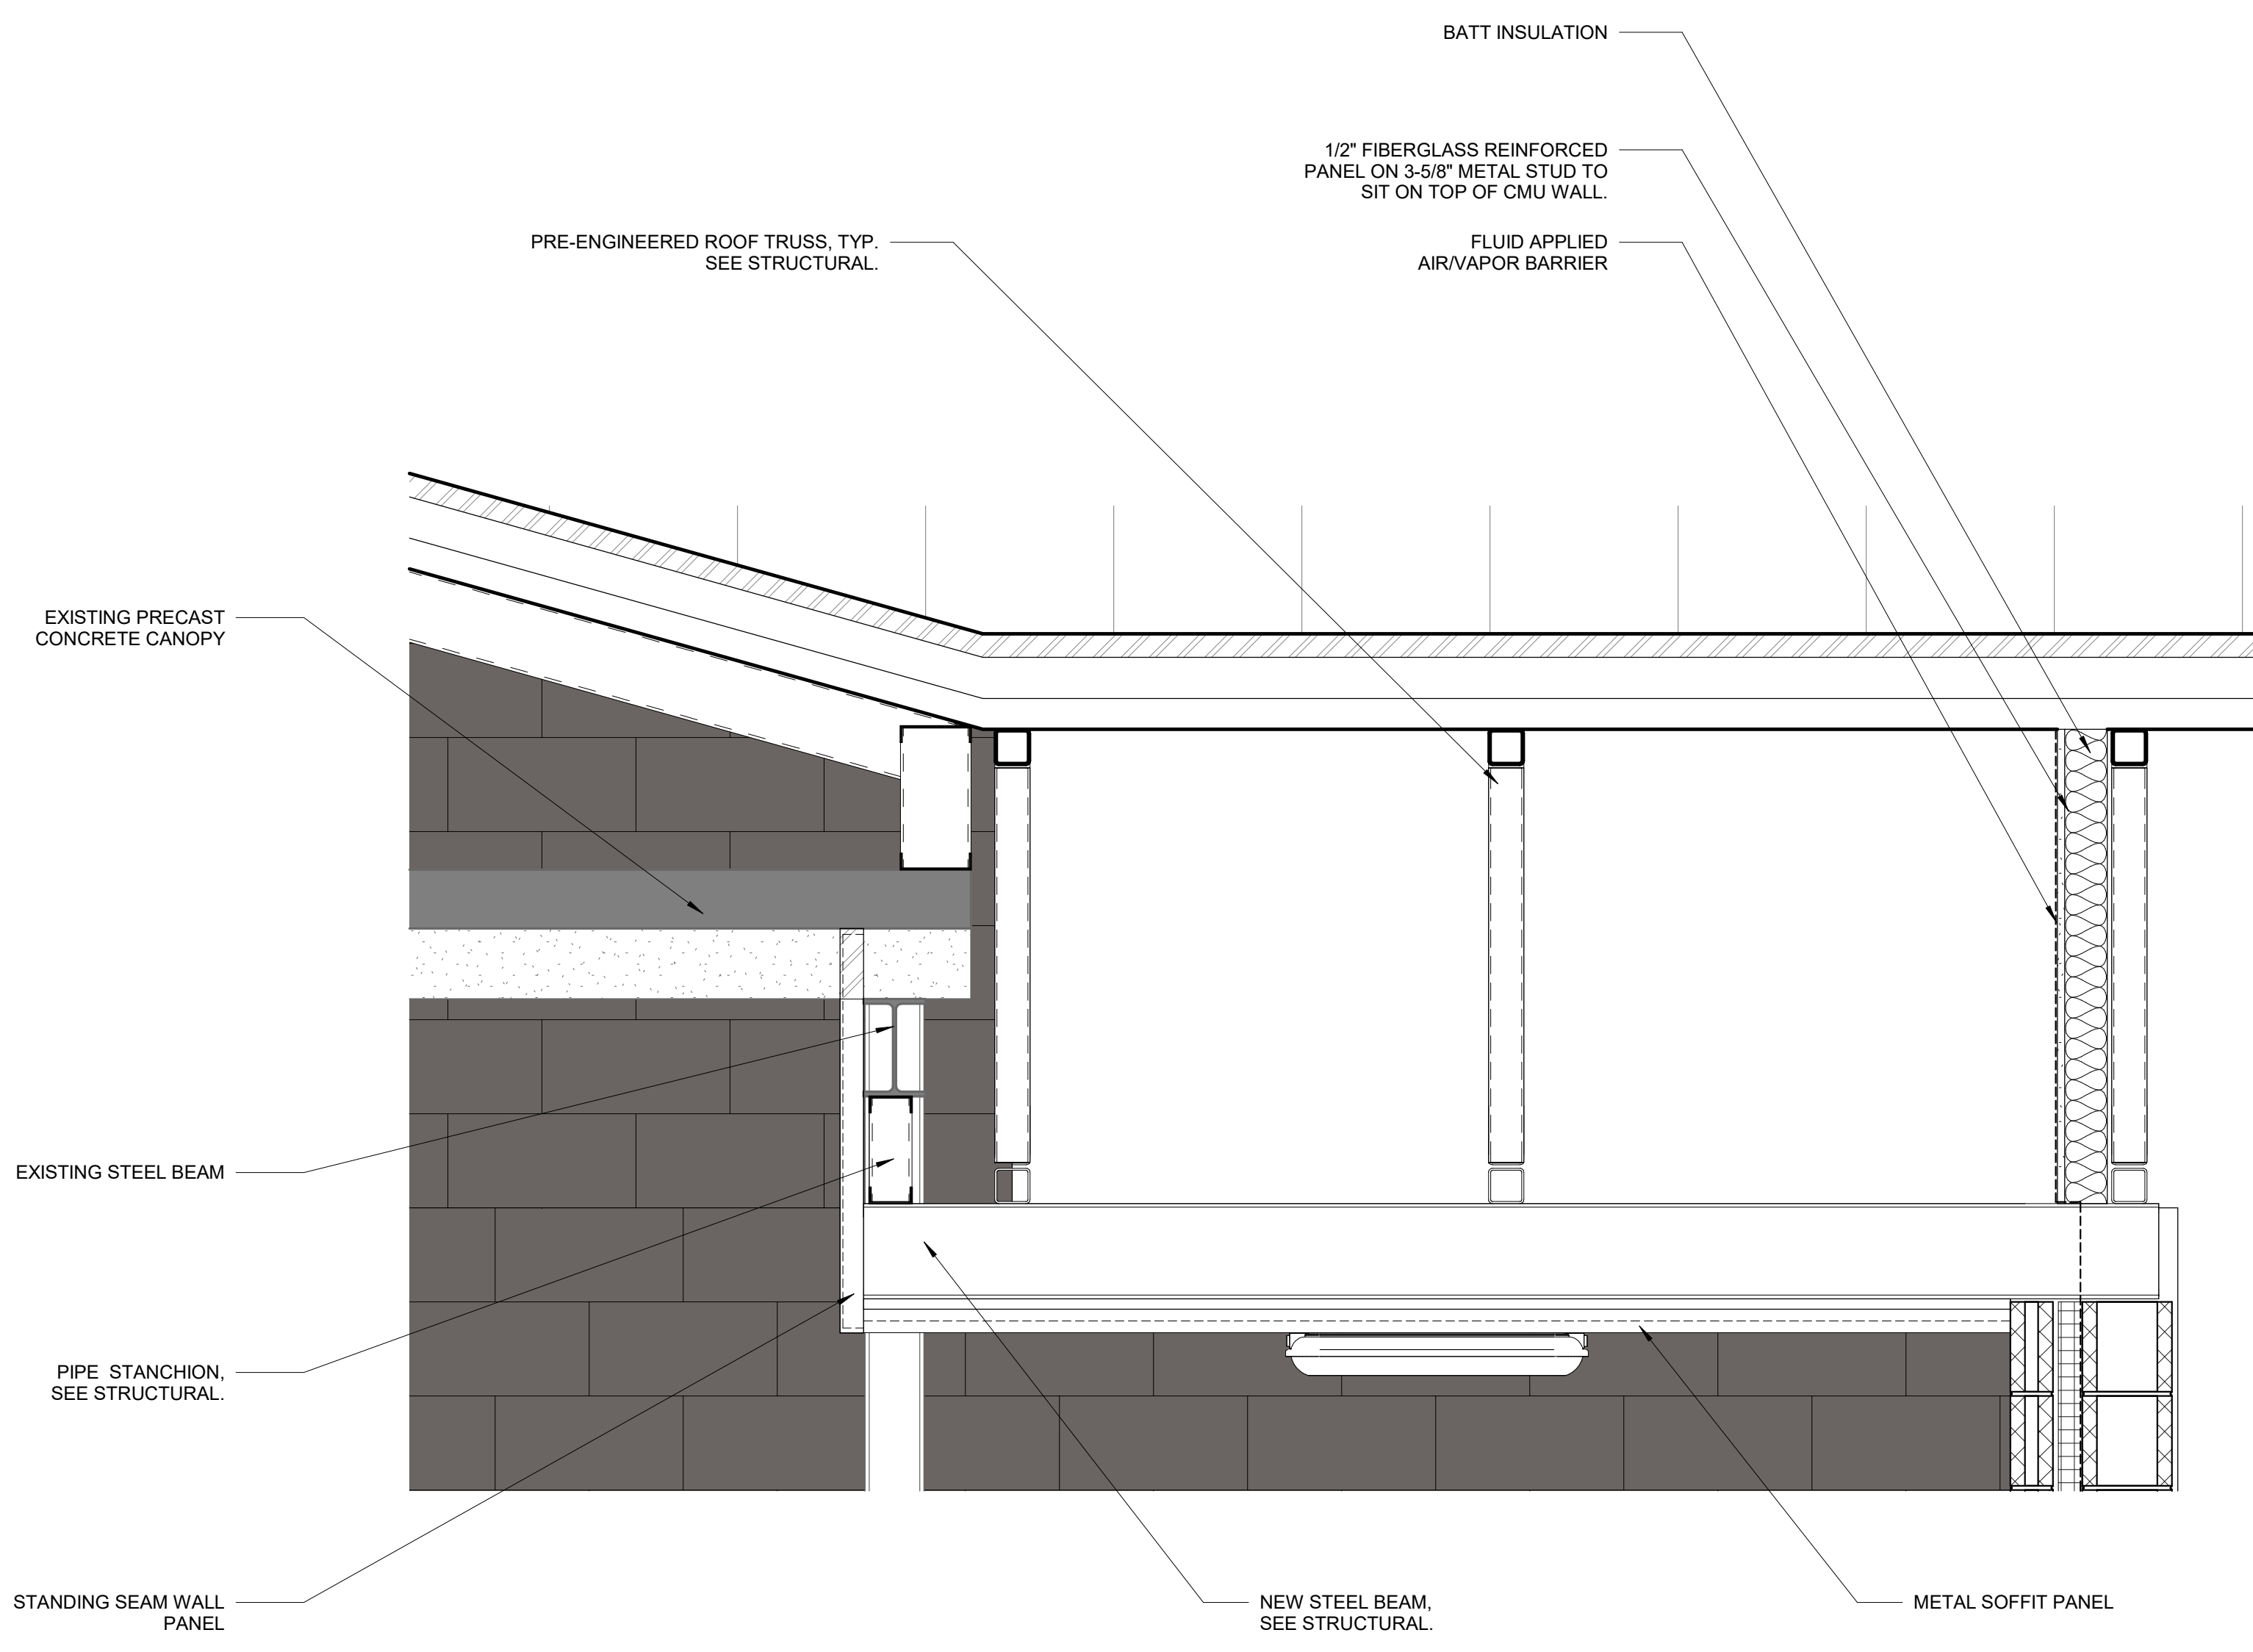 BATT INSULATION
1/2" FIBERGLASS REINFORCED
PANEL ON 3-5/8" METAL STUD TO
SIT ON TOP OF CMU WALL.
PRE-ENGINEERED ROOF TRUSS, TYP.
SEE STRUCTURAL.
FLUID APPLIED
AIR/VAPOR BARRIER
EXISTING PRECAST
CONCRETE CANOPY
EXISTING STEEL BEAM
PIPE STANCHION,
SEE STRUCTURAL.
STANDING SEAM WALL
PANEL
NEW STEEL BEAM,
SEE STRUCTURAL.
METAL SOFFIT PANEL